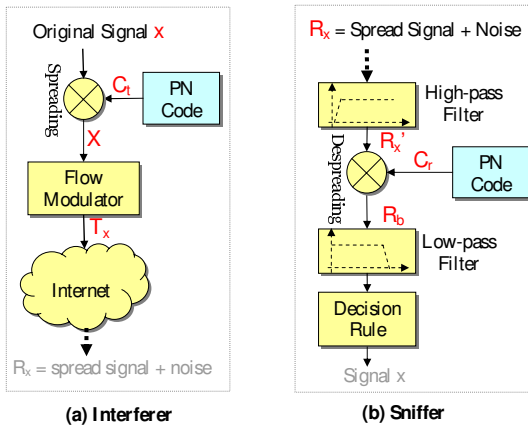 Original Signal x
Spreading
C_t
PN
Code
X
Flow
Modulator
T_x
Internet
R_x = spread signal + noise
(a) Interferer
R_x = Spread Signal + Noise
High-pass
Filter
R_x'
Despreading
C_r
PN
Code
R_b
Low-pass
Filter
Decision
Rule
Signal x
(b) Sniffer